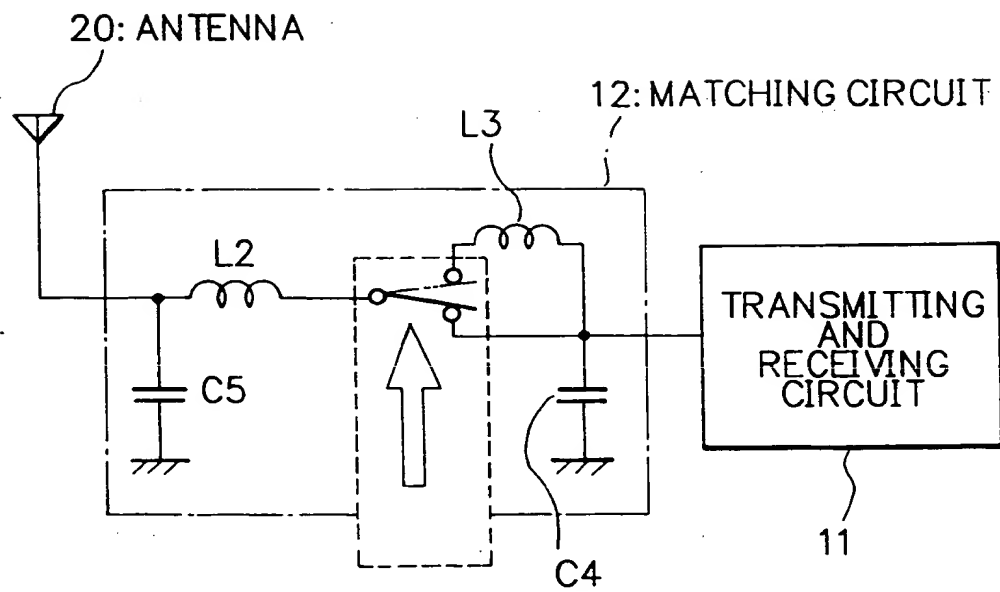 20: ANTENNA
12: MATCHING CIRCUIT
L3
L2
TRANSMITTING
AND
RECEIVING
CIRCUIT
C5
11
C4